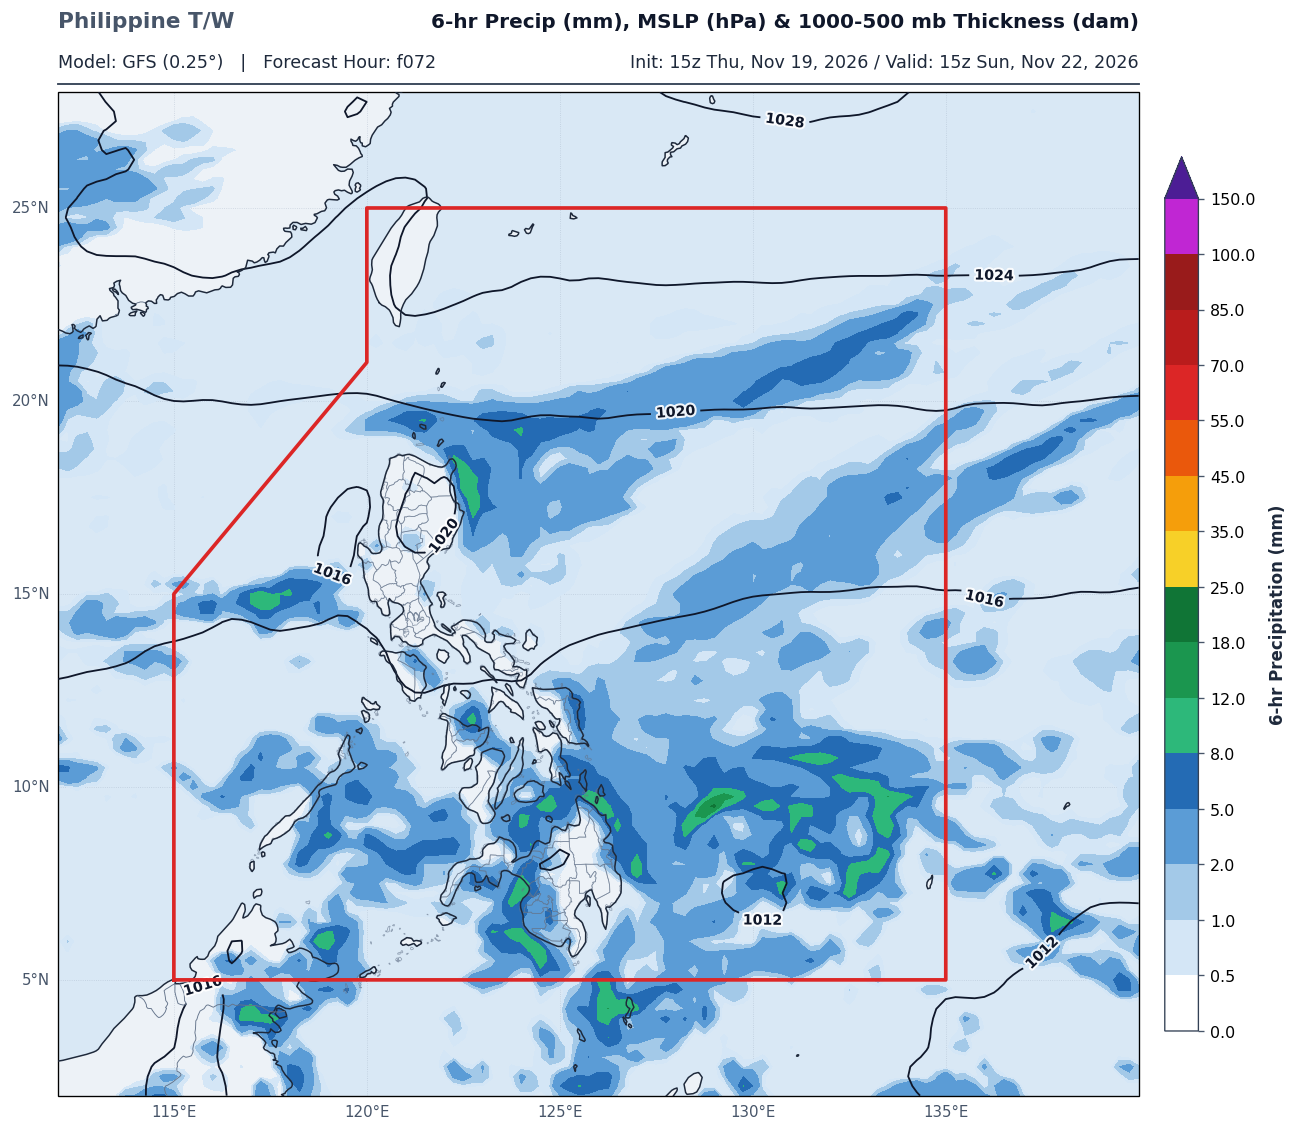 Philippine T/W
6-hr Precip (mm), MSLP (hPa) & 1000-500 mb Thickness (dam)
Model: GFS (0.25°) | Forecast Hour: f072
Init: 15z Thu, Nov 19, 2026 / Valid: 15z Sun, Nov 22, 2026
1028
1024
1020
1020
1016
1016
1012
1012
1016
25°N
20°N
15°N
10°N
5°N
115°E
120°E
125°E
130°E
135°E
150.0
100.0
85.0
70.0
55.0
45.0
35.0
25.0
18.0
12.0
8.0
5.0
2.0
1.0
0.5
0.0
6-hr Precipitation (mm)